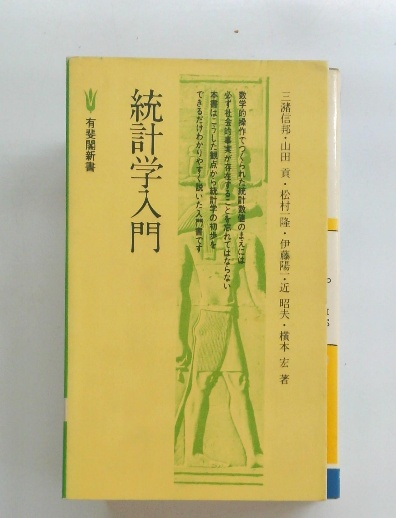 三潴信邦・山田 貢・松村一隆・伊藤陽一・近 昭夫・横本 宏 著
数学的操作でつくられた統計数値のまえには
必ず社会的事実が存在することを忘れてはならない
本書はこうした観点から統計学の初歩を
できるだけわかりやすく説いた入門書です
統計学入門
有斐閣新書